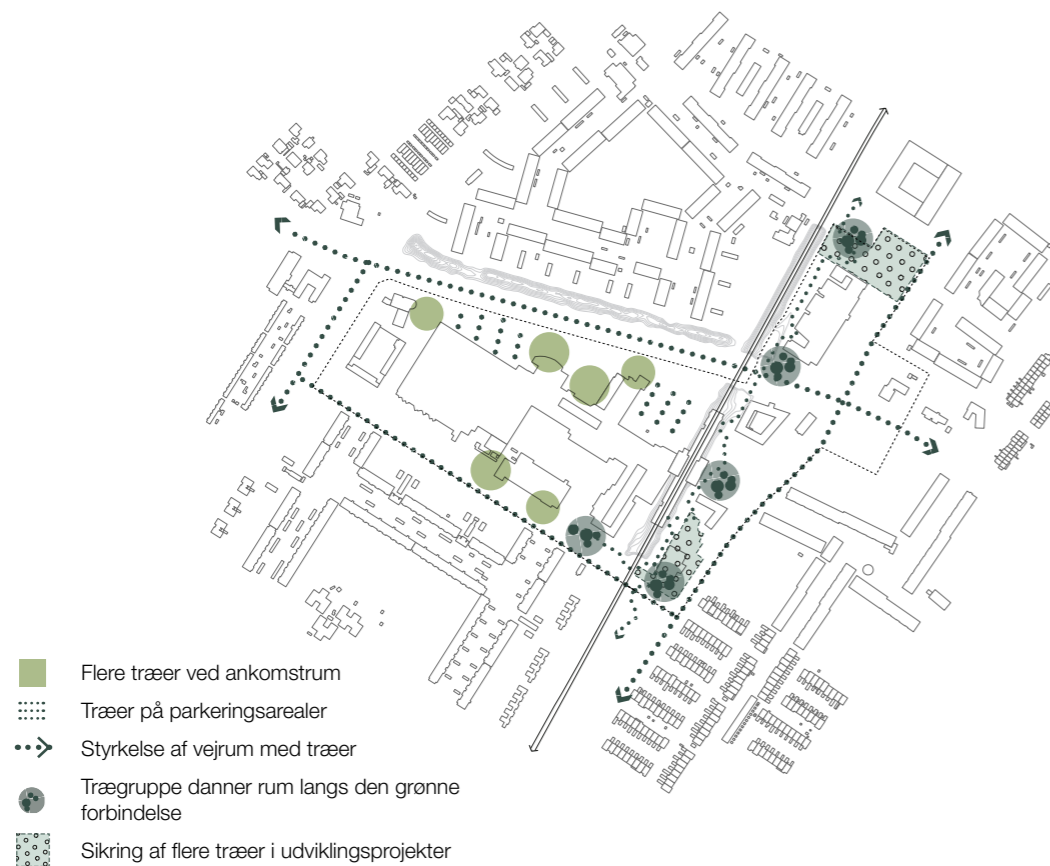 Flere træer ved ankomstrum
Træer på parkeringsarealer
Styrkelse af vejrum med træer
Trægruppe danner rum langs den grønne
forbindelse
Sikring af flere træer i udviklingsprojekter